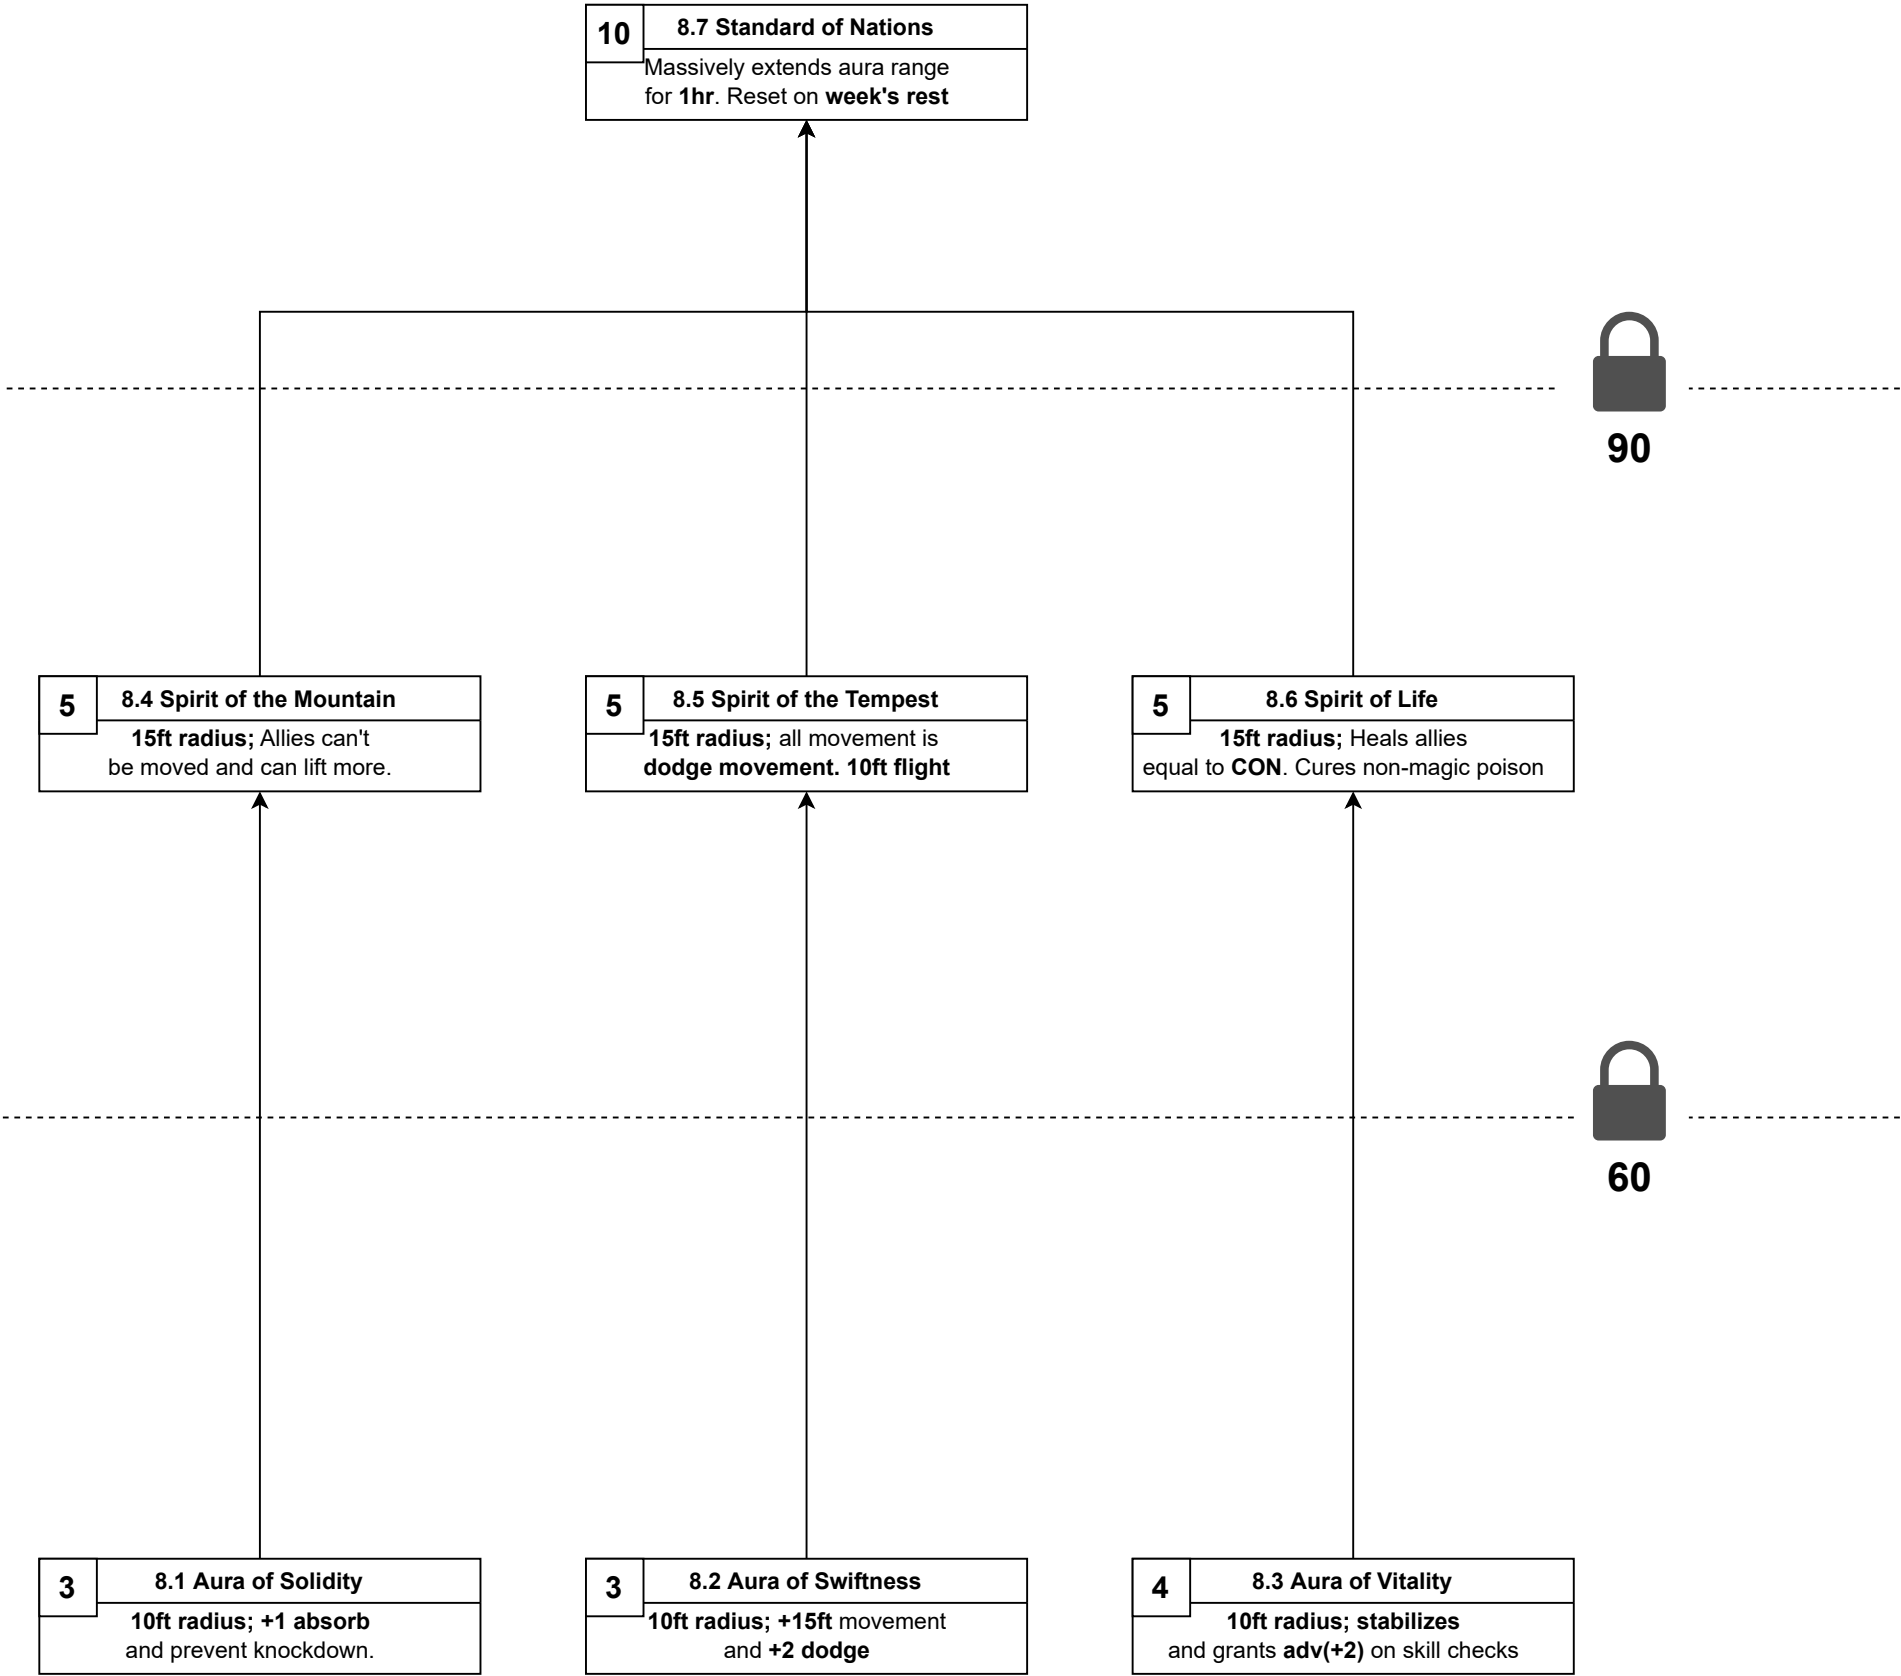 10
8.7 Standard of Nations
Massively extends aura range
for 1hr. Reset on week's rest
90
5
8.4 Spirit of the Mountain
15ft radius; Allies can't
be moved and can lift more.
5
8.5 Spirit of the Tempest
15ft radius; all movement is
dodge movement. 10ft flight
5
8.6 Spirit of Life
15ft radius; Heals allies
equal to CON. Cures non-magic poison
60
3
8.1 Aura of Solidity
10ft radius; +1 absorb
and prevent knockdown.
3
8.2 Aura of Swiftness
10ft radius; +15ft movement
and +2 dodge
4
8.3 Aura of Vitality
10ft radius; stabilizes
and grants adv(+2) on skill checks